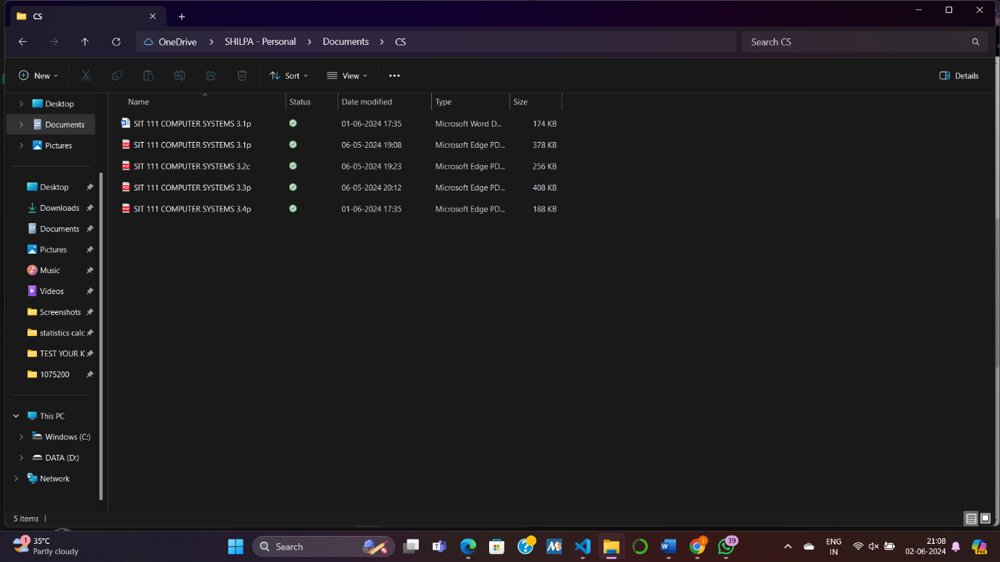 CS
OneDrive > SHILPA - Personal > Documents > CS
Search CS
New Sort View ••• Details
Name Status Date modified Type Size
SIT 111 COMPUTER SYSTEMS 3.1p 01-06-2024 17:35 Microsoft Word D... 174 KB
SIT 111 COMPUTER SYSTEMS 3.1p 06-05-2024 19:08 Microsoft Edge PD... 378 KB
SIT 111 COMPUTER SYSTEMS 3.2c 06-05-2024 19:23 Microsoft Edge PD... 256 KB
SIT 111 COMPUTER SYSTEMS 3.3p 06-05-2024 20:12 Microsoft Edge PD... 408 KB
SIT 111 COMPUTER SYSTEMS 3.4p 01-06-2024 17:35 Microsoft Edge PD... 188 KB
Desktop
Documents
Pictures
Desktop
Downloads
Documents
Pictures
Music
Videos
Screenshots
statistics calc
TEST YOUR K
1075200
This PC
Windows (C:)
DATA (D:)
Network
5 items
1
35°C
Partly cloudy
Search
39
ENG
IN
21:08
02-06-2024
PRE